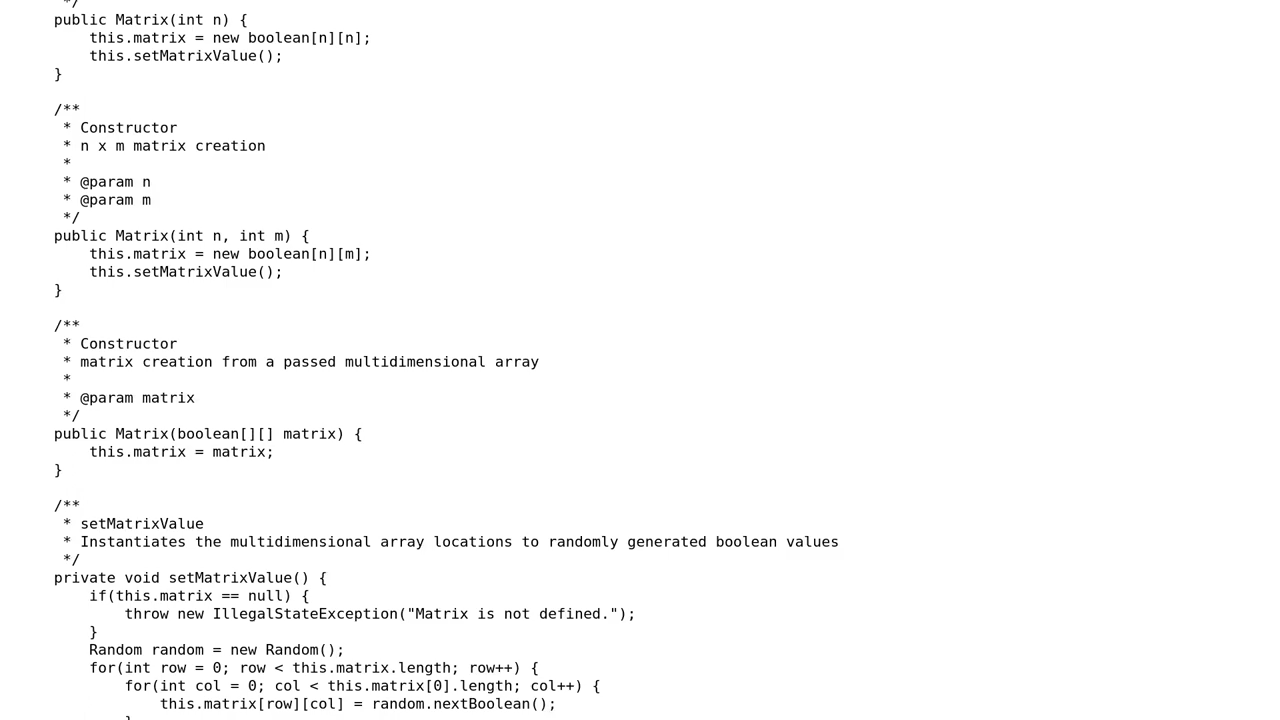 */
public Matrix(int n) {
this.matrix = new boolean[n][n];
this.setMatrixValue();
}
/**
* Constructor
* n x m matrix creation
*
* @param n
* @param m
*/
public Matrix(int n, int m) {
this.matrix = new boolean[n][m];
this.setMatrixValue();
}
/**
* Constructor
* matrix creation from a passed multidimensional array
*
* @param matrix
*/
public Matrix(boolean[][] matrix) {
this.matrix = matrix;
}
/**
* setMatrixValue
* Instantiates the multidimensional array locations to randomly generated boolean values
*/
private void setMatrixValue() {
if(this.matrix == null) {
throw new IllegalStateException("Matrix is not defined.");
}
Random random = new Random();
for(int row = 0; row < this.matrix.length; row++) {
for(int col = 0; col < this.matrix[0].length; col++) {
this.matrix[row][col] = random.nextBoolean();
}